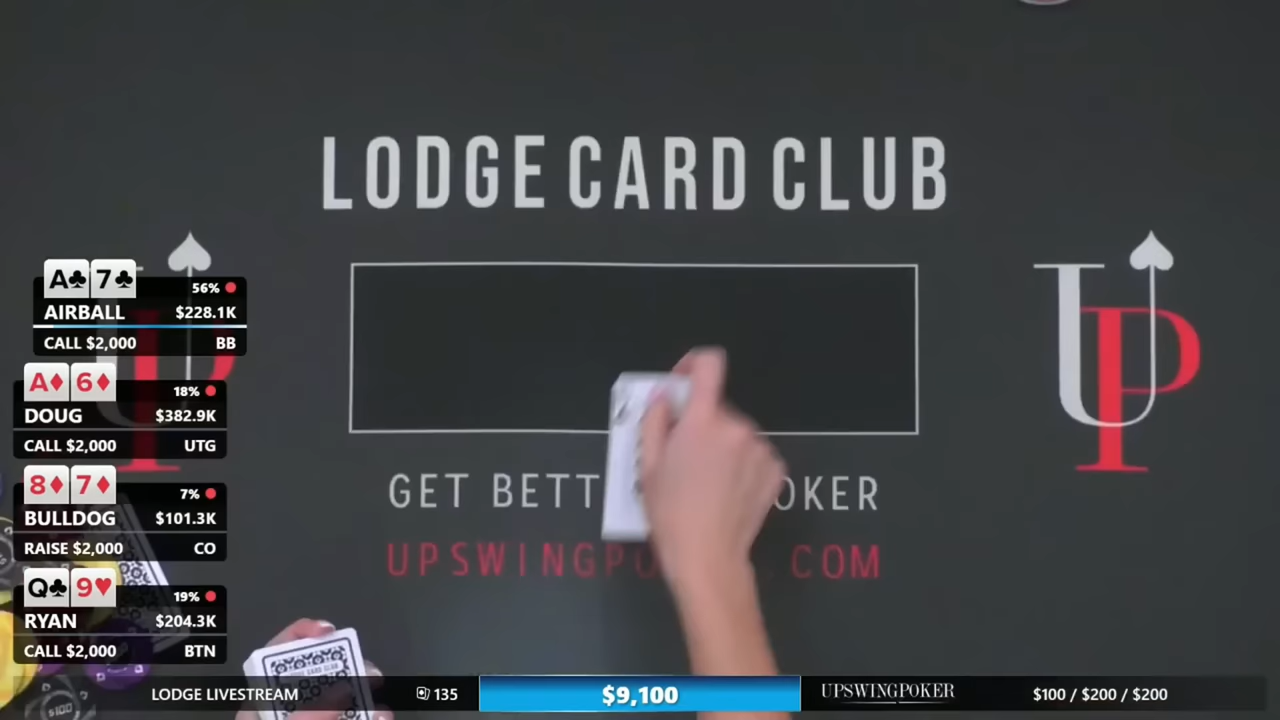 LODGE CARD CLUB
A♣ 7♣
56%
AIRBALL $228.1K
CALL $2,000 BB
A♦ 6♦
18%
DOUG $382.9K
CALL $2,000 UTG
8♦ 7♦
7%
BULLDOG $101.3K
RAISE $2,000 CO
Q♣ 9♥
19%
RYAN $204.3K
CALL $2,000 BTN
UP
GET BETT OKER
UPSWINGPO .COM
$100
LODGE LIVESTREAM 135 $9,100 UPSWINGPOKER $100 / $200 / $200